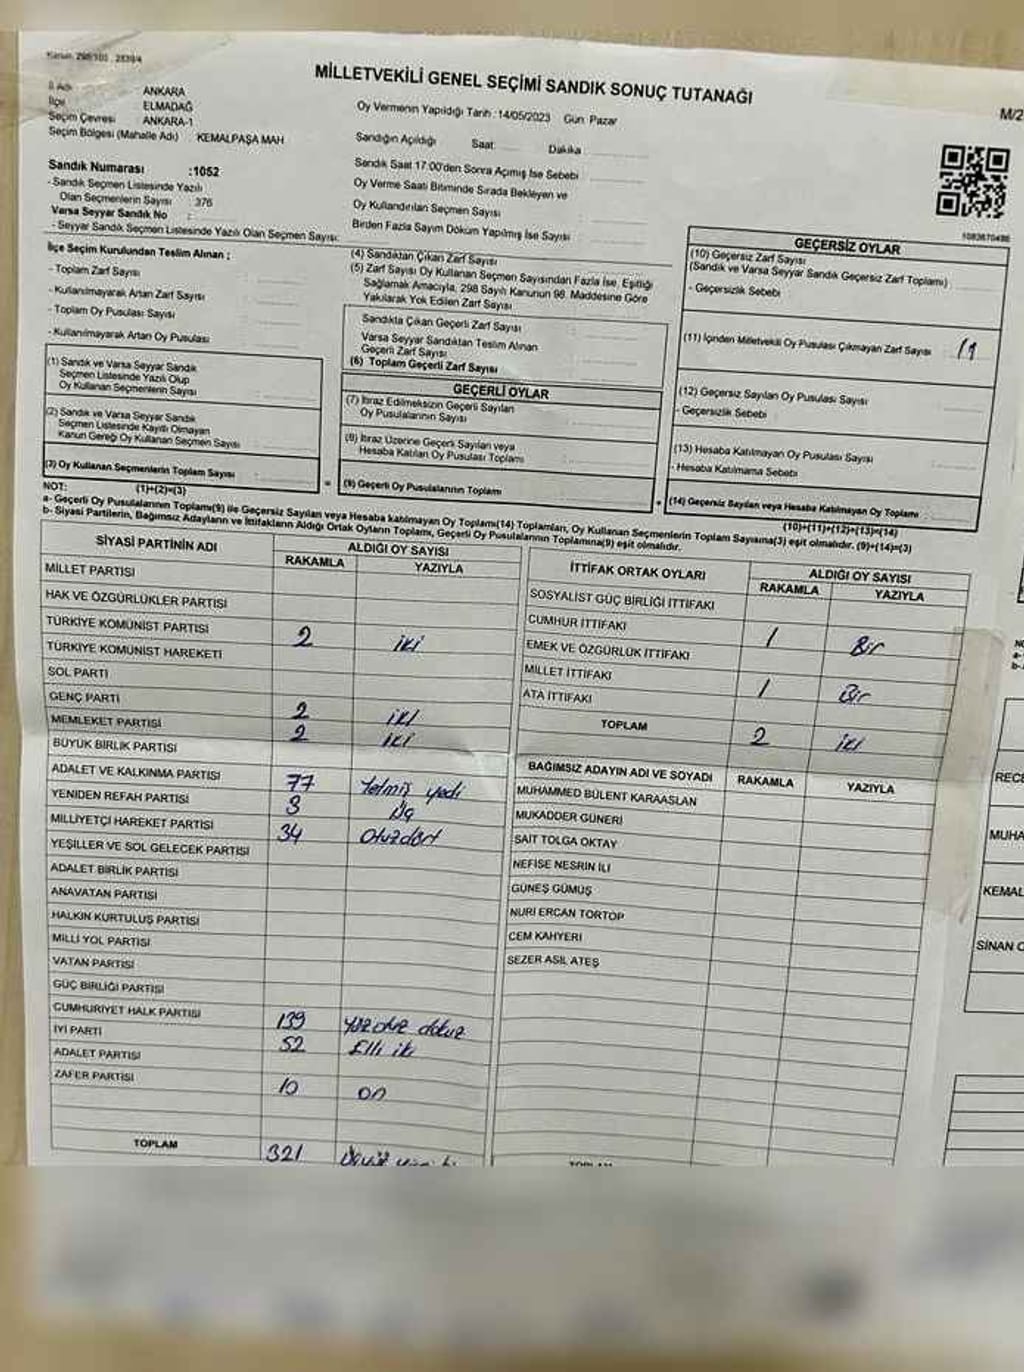 Kanun: 298/105, 2839/4
MİLLETVEKİLİ GENEL SEÇİMİ SANDIK SONUÇ TUTANAĞI
M/2
İl Adı ANKARA
İlçe ELMADAĞ
Seçim Çevresi ANKARA-1
Seçim Bölgesi (Mahalle Adı) KEMALPAŞA MAH
Oy Vermenin Yapıldığı Tarih : 14/05/2023 Gün: Pazar
Sandığın Açıldığı Saat: Dakika :
Sandık Saat 17:00'den Sonra Açımış İse Sebebi :
Oy Verme Saati Bitiminde Sırada Bekleyen ve
Oy Kullandırılan Seçmen Sayısı :
Birden Fazla Sayım Döküm Yapılmış İse Sayısı :
Sandık Numarası :1052
- Sandık Seçmen Listesinde Yazılı
Olan Seçmenlerin Sayısı : 376
Varsa Seyyar Sandık No :
- Seyyar Sandık Seçmen Listesinde Yazılı Olan Seçmen Sayısı:
İlçe Seçim Kurulundan Teslim Alınan :
- Toplam Zarf Sayısı :
- Kullanılmayarak Artan Zarf Sayısı :
- Toplam Oy Pusulası Sayısı :
- Kullanılmayarak Artan Oy Pusulası :
(1) Sandık ve Varsa Seyyar Sandık
Seçmen Listesinde Yazılı Olup
Oy Kullanan Seçmenlerin Sayısı :
(2) Sandık ve Varsa Seyyar Sandık
Seçmen Listesinde Kayıtlı Olmayan
Kanun Gereği Oy Kullanan Seçmen Sayısı :
(3) Oy Kullanan Seçmenlerin Toplam Sayısı :
(4) Sandıktan Çıkan Zarf Sayısı
(5) Zarf Sayısı Oy Kullanan Seçmen Sayısından Fazla İse, Eşitliği
Sağlamak Amacıyla, 298 Sayılı Kanunun 98. Maddesine Göre
Yakılarak Yok Edilen Zarf Sayısı
Sandıkta Çıkan Geçerli Zarf Sayısı :
Varsa Seyyar Sandıktan Teslim Alınan
Geçerli Zarf Sayısı :
(6) Toplam Geçerli Zarf Sayısı :
GEÇERLİ OYLAR
(7) İtiraz Edilmeksizin Geçerli Sayılan
Oy Pusulalarının Sayısı :
(8) İtiraz Üzerine Geçerli Sayılan veya
Hesaba Katılan Oy Pusulası Toplamı :
(9) Geçerli Oy Pusulalarının Toplamı :
1083670486
GEÇERSİZ OYLAR
(10) Geçersiz Zarf Sayısı
(Sandık ve Varsa Seyyar Sandık Geçersiz Zarf Toplamı)
- Geçersizlik Sebebi :
(11) İçinden Milletvekili Oy Pusulası Çıkmayan Zarf Sayısı :
(12) Geçersiz Sayılan Oy Pusulası Sayısı :
- Geçersizlik Sebebi :
(13) Hesaba Katılmayan Oy Pusulası Sayısı :
- Hesaba Katılmama Sebebi :
(14) Geçersiz Sayılan veya Hesaba Katılmayan Oy Toplamı :
NOT: (1)+(2)=(3)
(10)+(11)+(12)+(13)=(14)
a- Geçerli Oy Pusulalarının Toplamı(9) ile Geçersiz Sayılan veya Hesaba katılmayan Oy Toplamı(14) Toplamları, Oy Kullanan Seçmenlerin Toplam Sayısına(3) eşit olmalıdır. (9)+(14)=(3)
b- Siyasi Partilerin, Bağımsız Adayların ve İttifakların Aldığı Ortak Oyların Toplamı, Geçerli Oy Pusulalarının Toplamına(9) eşit olmalıdır.
SİYASİ PARTİNİN ADI ALDIĞI OY SAYISI
RAKAMLA YAZIYLA
MİLLET PARTİSİ
HAK VE ÖZGÜRLÜKLER PARTİSİ
TÜRKİYE KOMÜNİST PARTİSİ 2 iki
TÜRKİYE KOMÜNİST HAREKETİ
SOL PARTİ
GENÇ PARTİ 2 iki
MEMLEKET PARTİSİ 2 iki
BÜYÜK BİRLİK PARTİSİ
ADALET VE KALKINMA PARTİSİ 77 Yetmiş yedi
YENİDEN REFAH PARTİSİ 3 Üç
MİLLİYETÇİ HAREKET PARTİSİ 34 Otuzdört
YEŞİLLER VE SOL GELECEK PARTİSİ
ADALET BİRLİK PARTİSİ
ANAVATAN PARTİSİ
HALKIN KURTULUŞ PARTİSİ
MİLLİ YOL PARTİSİ
VATAN PARTİSİ
GÜÇ BİRLİĞİ PARTİSİ
CUMHURİYET HALK PARTİSİ 139 Yüz otuz dokuz
İYİ PARTİ 52 Elli iki
ADALET PARTİSİ
ZAFER PARTİSİ 10 on
TOPLAM 321
İTTİFAK ORTAK OYLARI ALDIĞI OY SAYISI
RAKAMLA YAZIYLA
SOSYALİST GÜÇ BİRLİĞİ İTTİFAKI
CUMHUR İTTİFAKI 1 Bir
EMEK VE ÖZGÜRLÜK İTTİFAKI
MİLLET İTTİFAKI 1 Bir
ATA İTTİFAKI
TOPLAM 2 iki
BAĞIMSIZ ADAYIN ADI VE SOYADI RAKAMLA YAZIYLA
MUHAMMED BÜLENT KARAASLAN
MUKADDER GÜNERİ
SAİT TOLGA OKTAY
NEFİSE NESRİN İLİ
GÜNEŞ GÜMÜŞ
NURİ ERCAN TORTOP
CEM KAHYERİ
SEZER ASIL ATEŞ
TOPLAM
NO
a-
b-
RECE
MUHA
KEMAL
SİNAN O